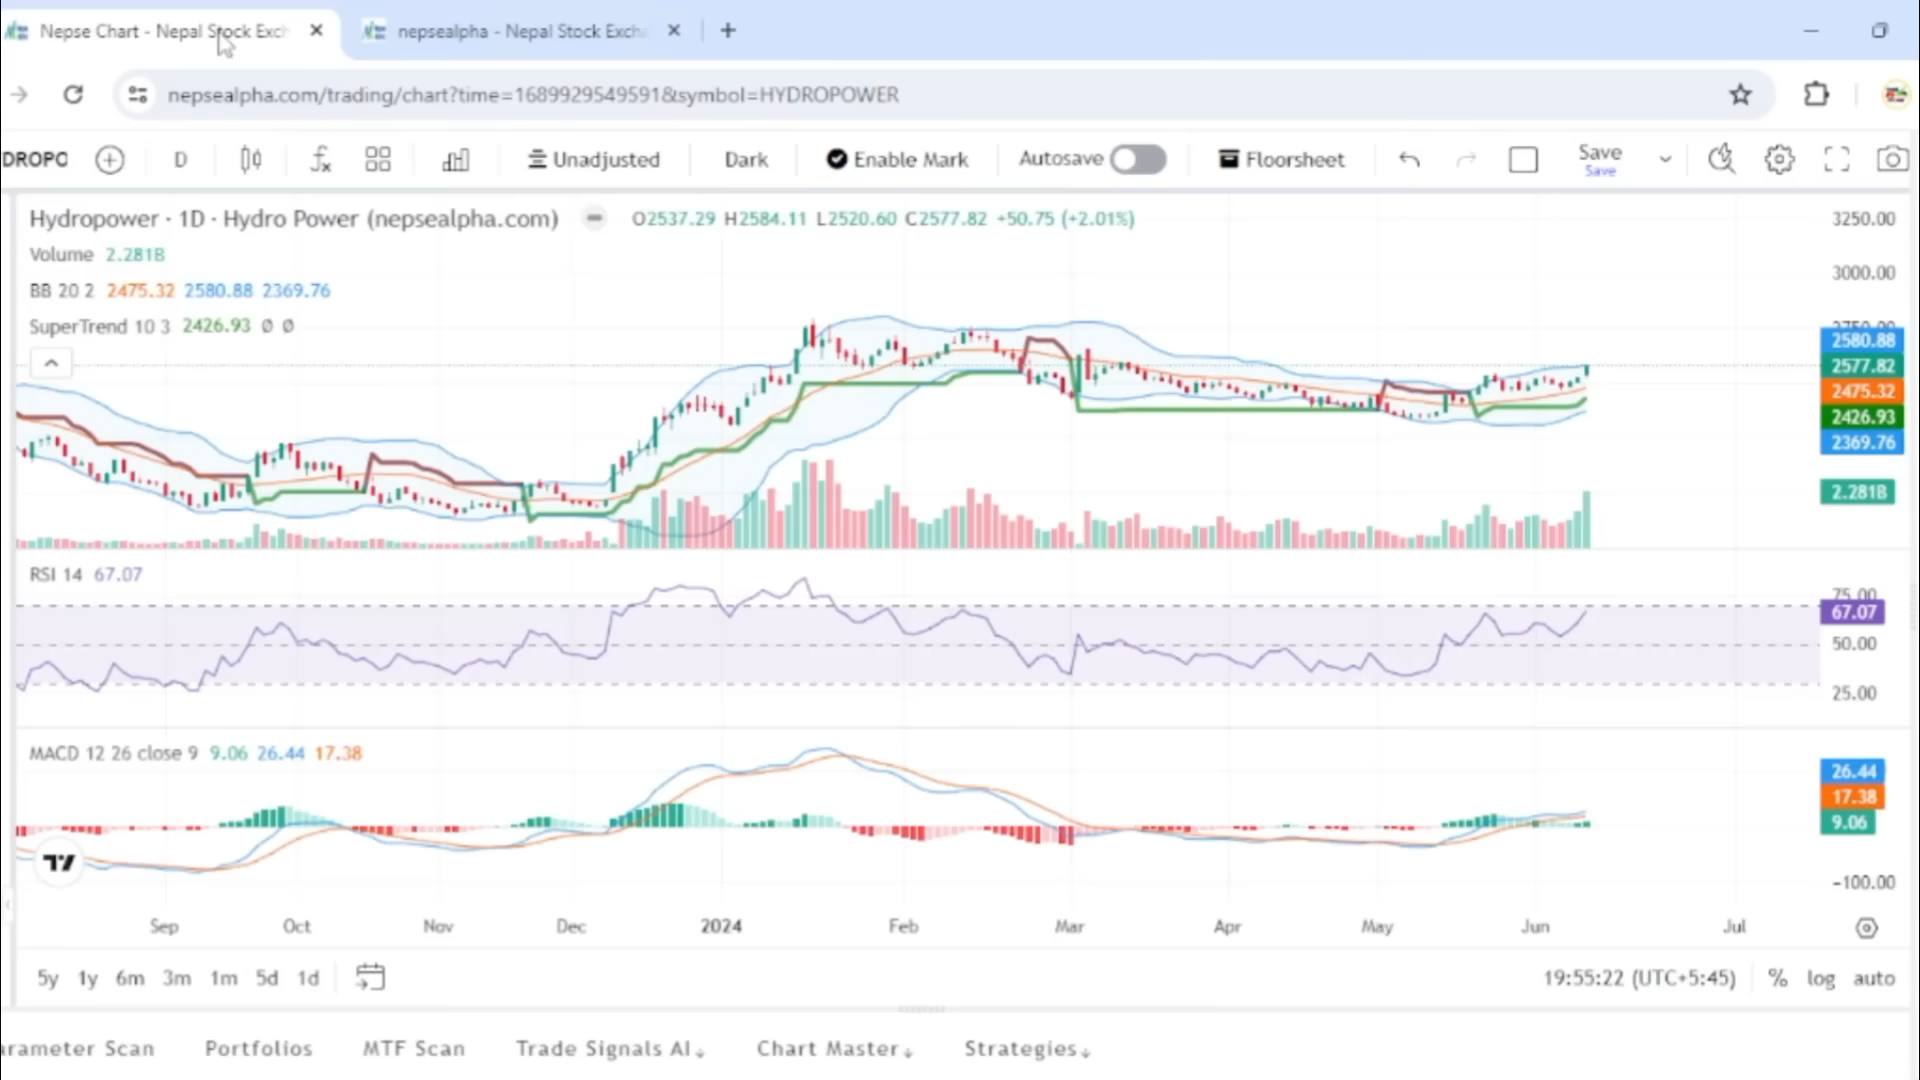 Nepse Chart - Nepal Stock Exch
nepsealpha - Nepal Stock Excha
nepsealpha.com/trading/chart?time=1689929549591&symbol=HYDROPOWER
DROPO D Unadjusted Dark Enable Mark Autosave Floorsheet Save
Save
Hydropower · 1D · Hydro Power (nepsealpha.com) O2537.29 H2584.11 L2520.60 C2577.82 +50.75 (+2.01%)
Volume 2.281B
BB 20 2 2475.32 2580.88 2369.76
SuperTrend 10 3 2426.93 Ø Ø
3250.00
3000.00
2750.00
2580.88
2577.82
2475.32
2426.93
2369.76
2.281B
RSI 14 67.07
75.00
67.07
50.00
25.00
MACD 12 26 close 9 9.06 26.44 17.38
26.44
17.38
9.06
-100.00
Sep Oct Nov Dec 2024 Feb Mar Apr May Jun Jul
5y 1y 6m 3m 1m 5d 1d 19:55:22 (UTC+5:45) % log auto
arameter Scan Portfolios MTF Scan Trade Signals AI↓ Chart Master↓ Strategies↓